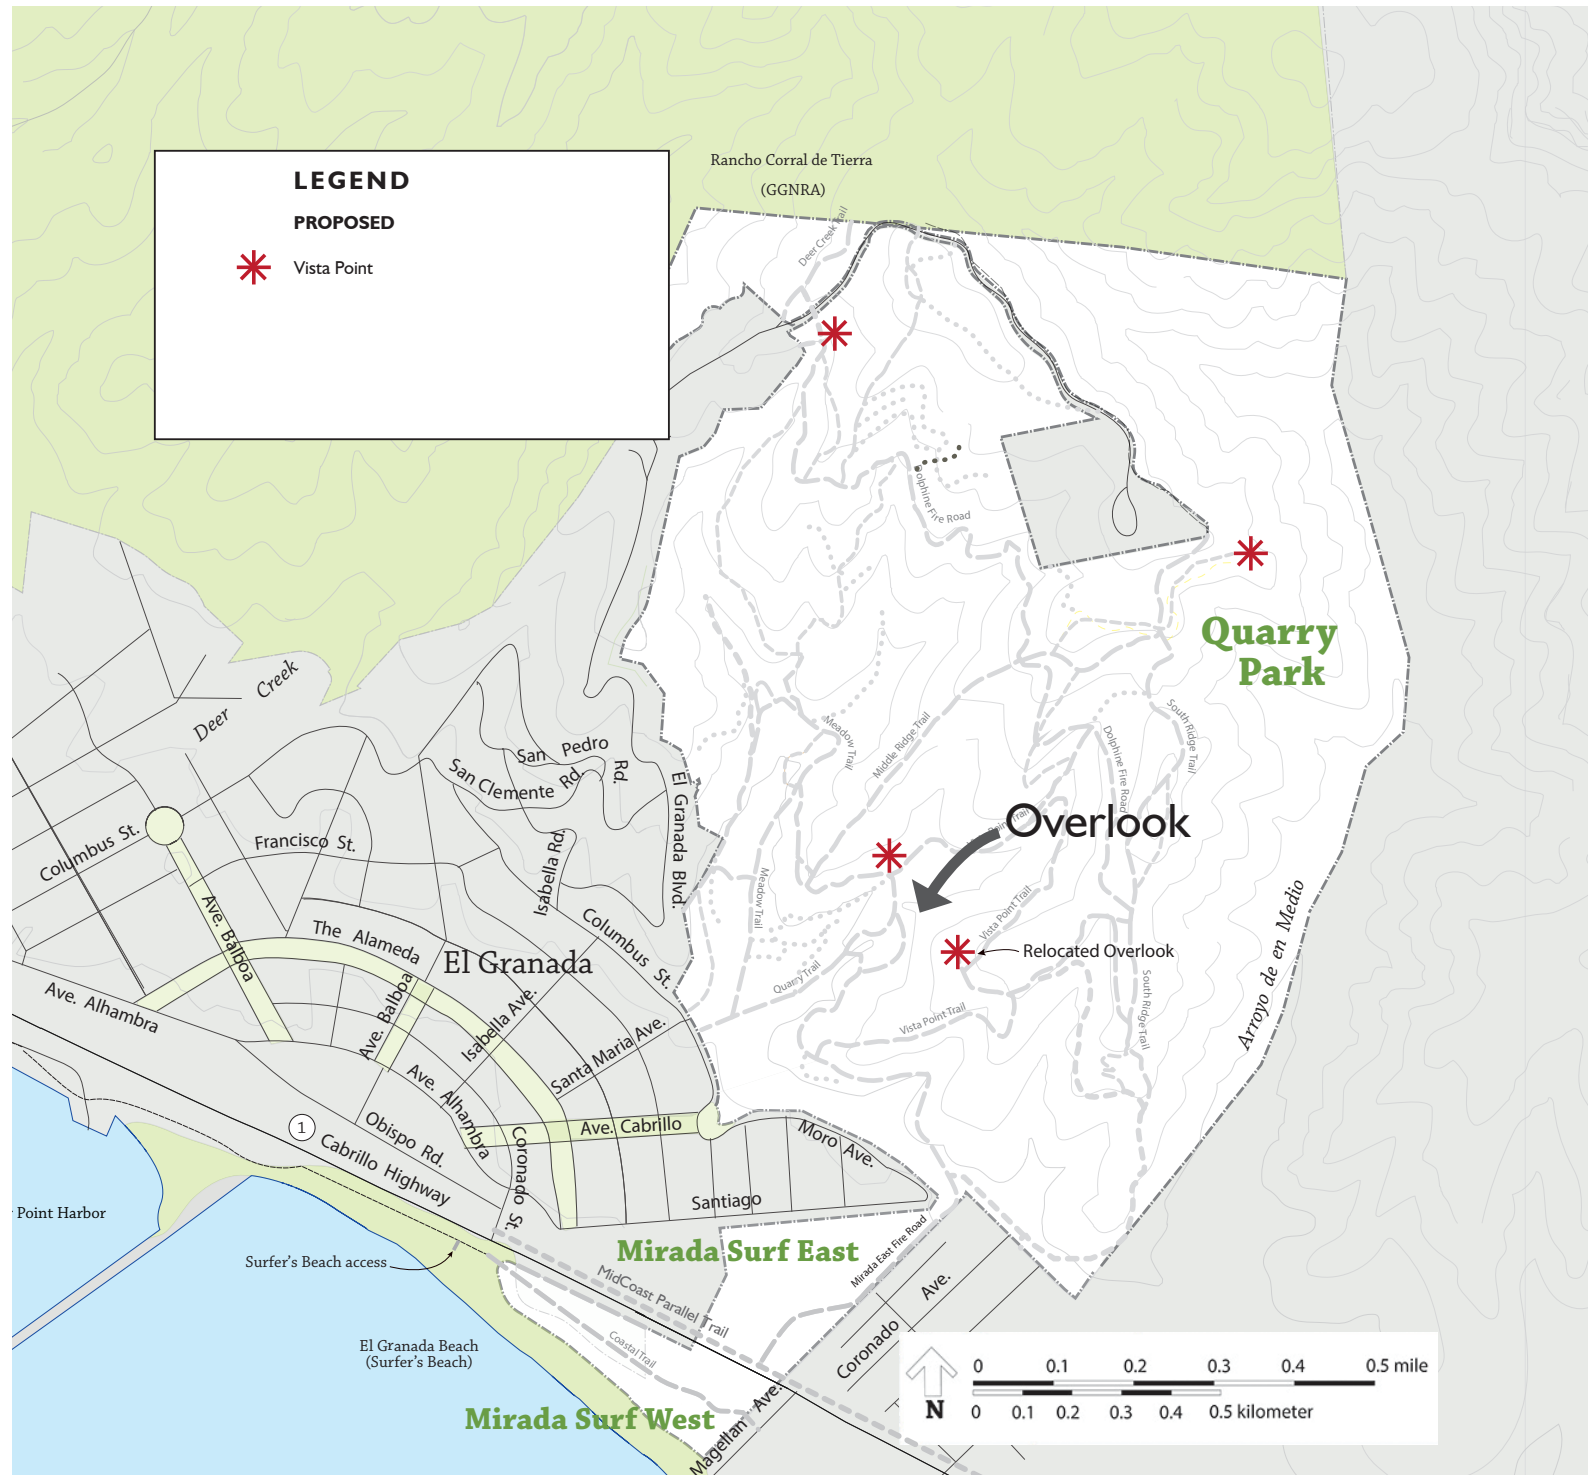 Rancho Corral de Tierra
(GGNRA)
LEGEND
PROPOSED
Vista Point
Deer Creek Trail
Dolphine Fire Road
Quarry
Park
Deer Creek
San Pedro
Rd.
San Clemente Rd.
El Granada Blvd.
Meadow Trail
Middle Ridge Trail
South Ridge Trail
Dolphine Fire Road
Overlook
Columbus St.
Francisco St.
Isabella Rd.
Meadow Trail
Columbus St.
Ave. Balboa
The Alameda
El Granada
Vista Point Trail
Relocated Overlook
Arroyo de en Medio
Quarry Trail
Vista Point Trail
South Ridge Trail
Ave. Alhambra
Ave. Balboa
Isabella Ave.
Santa Maria Ave.
Ave. Alhambra
Obispo Rd.
Ave. Cabrillo
Moro Ave.
1
Cabrillo Highway
Coronado St.
Santiago
Point Harbor
Surfer's Beach access
Mirada Surf East
Mirada East Fire Road
MidCoast Parallel Trail
Coastal Trail
El Granada Beach
(Surfer's Beach)
Coronado Ave.
Mirada Surf West
Magellan Ave.
N
0 0.1 0.2 0.3 0.4 0.5 mile
0 0.1 0.2 0.3 0.4 0.5 kilometer